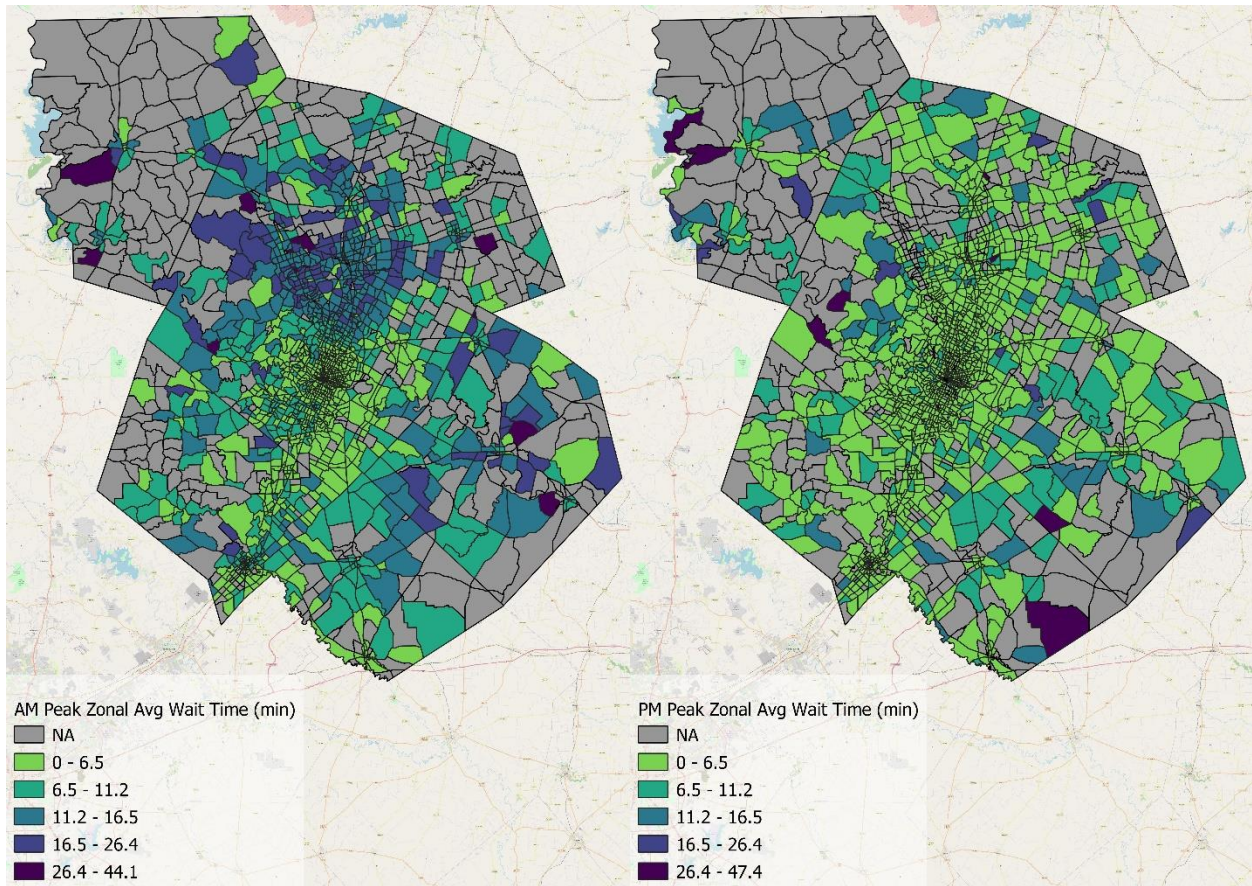 AM Peak Zonal Avg Wait Time (min)
NA
0 - 6.5
6.5 - 11.2
11.2 - 16.5
16.5 - 26.4
26.4 - 44.1
PM Peak Zonal Avg Wait Time (min)
NA
0 - 6.5
6.5 - 11.2
11.2 - 16.5
16.5 - 26.4
26.4 - 47.4